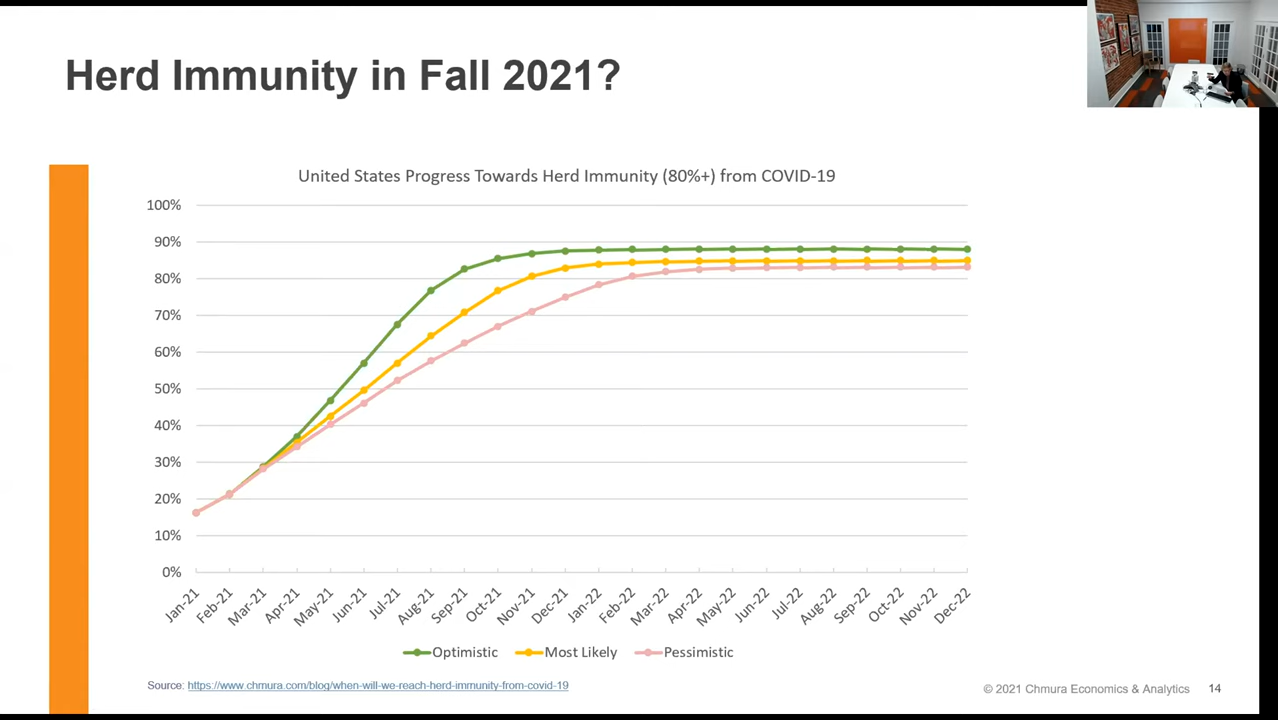 Herd Immunity in Fall 2021?
United States Progress Towards Herd Immunity (80%+) from COVID-19
100%
90%
80%
70%
60%
50%
40%
30%
20%
10%
0%
Jan-21
Feb-21
Mar-21
Apr-21
May-21
Jun-21
Jul-21
Aug-21
Sep-21
Oct-21
Nov-21
Dec-21
Jan-22
Feb-22
Mar-22
Apr-22
May-22
Jun-22
Jul-22
Aug-22
Sep-22
Oct-22
Nov-22
Dec-22
Optimistic Most Likely Pessimistic
Source: https://www.chmura.com/blog/when-will-we-reach-herd-immunity-from-covid-19
© 2021 Chmura Economics & Analytics 14